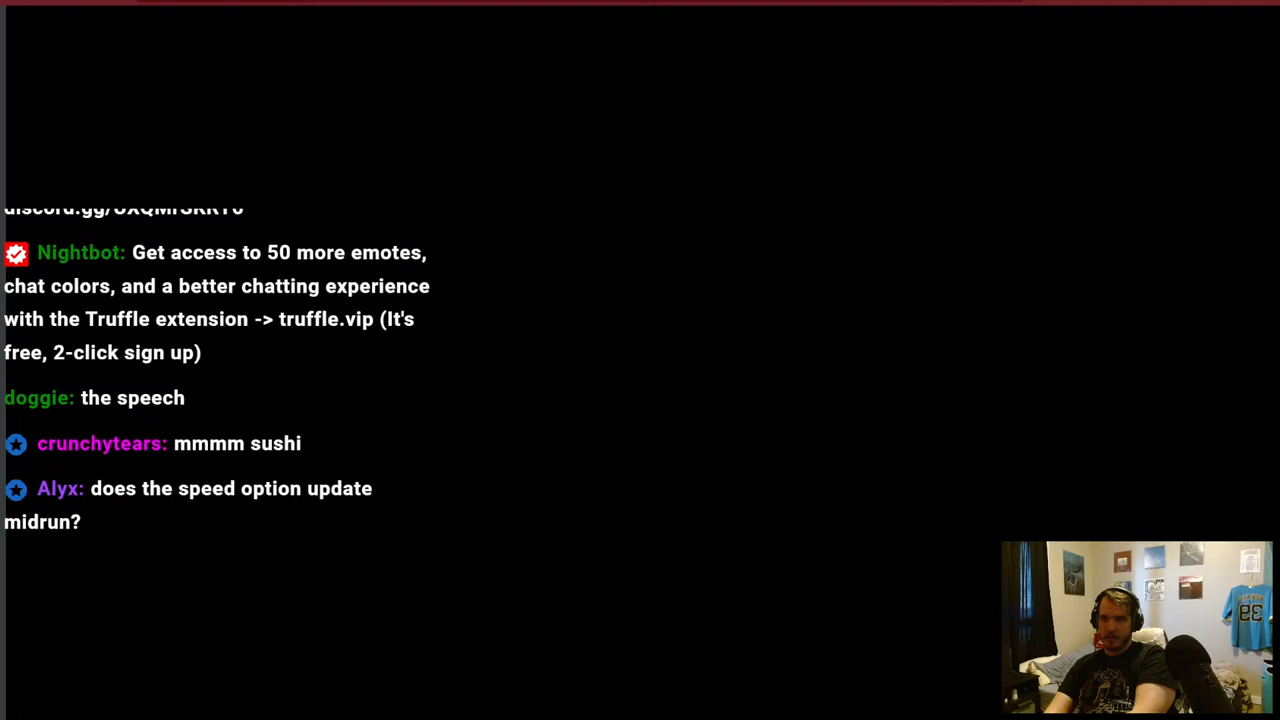 Nightbot: Get access to 50 more emotes,
chat colors, and a better chatting experience
with the Truffle extension -> truffle.vip (It's
free, 2-click sign up)
doggie: the speech
crunchytears: mmmm sushi
Alyx: does the speed option update
midrun?